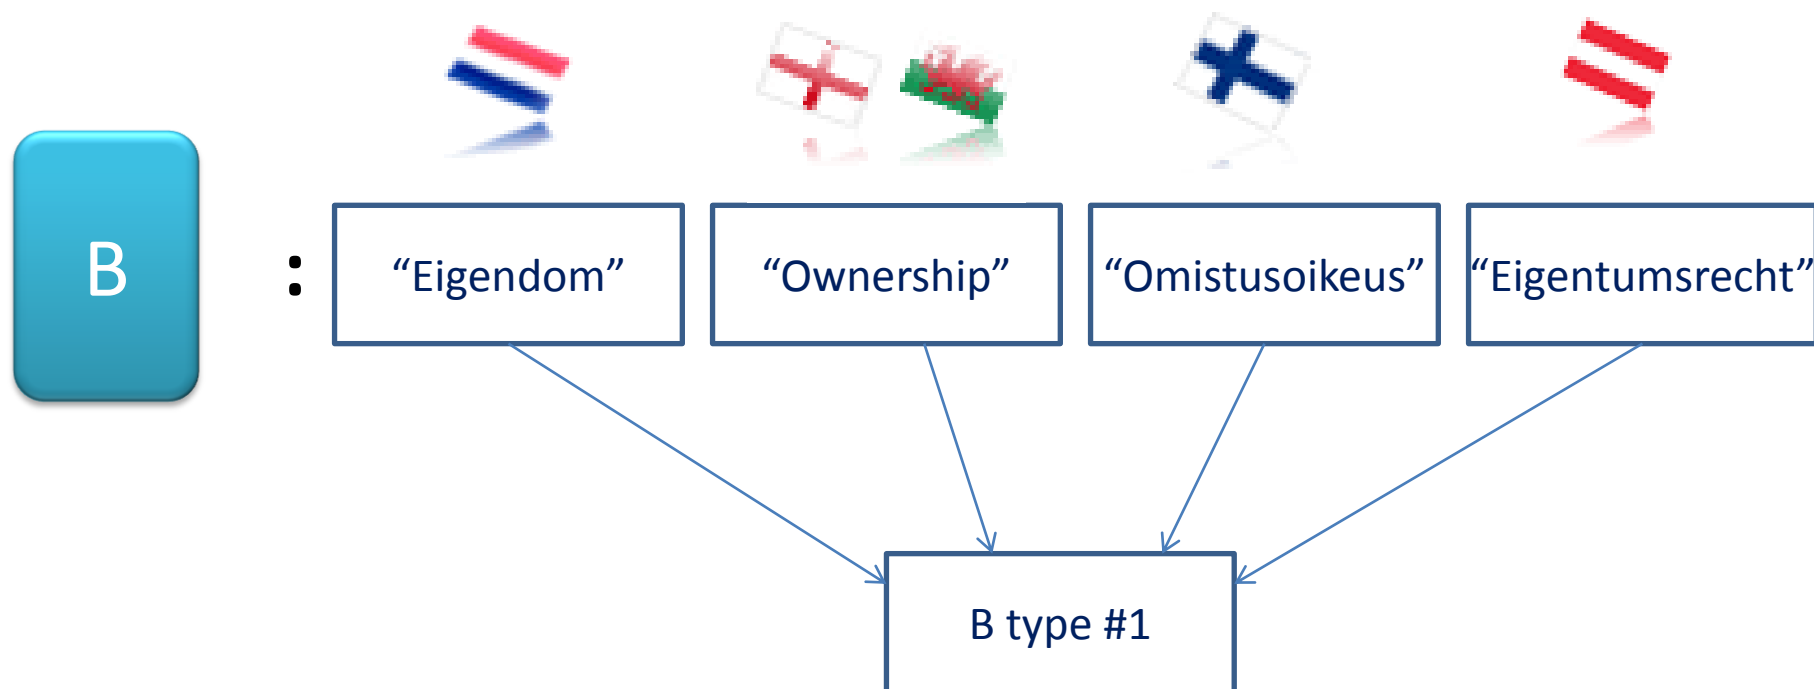 B
:
“Eigendom”
“Ownership”
“Omistusoikeus”
“Eigentumsrecht”
B type #1